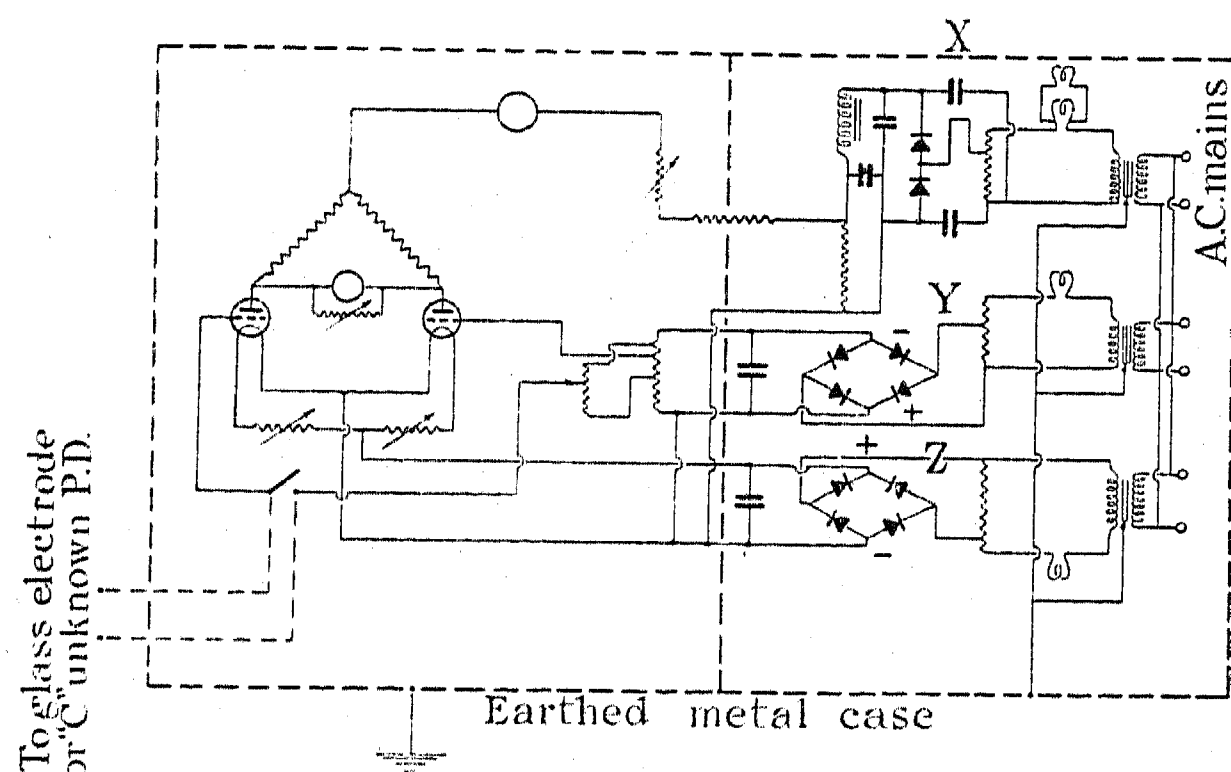 X
A.C. mains
Y
-
+
+
Z
-
To glass electrode
or "C" unknown P.D.
Earthed metal case